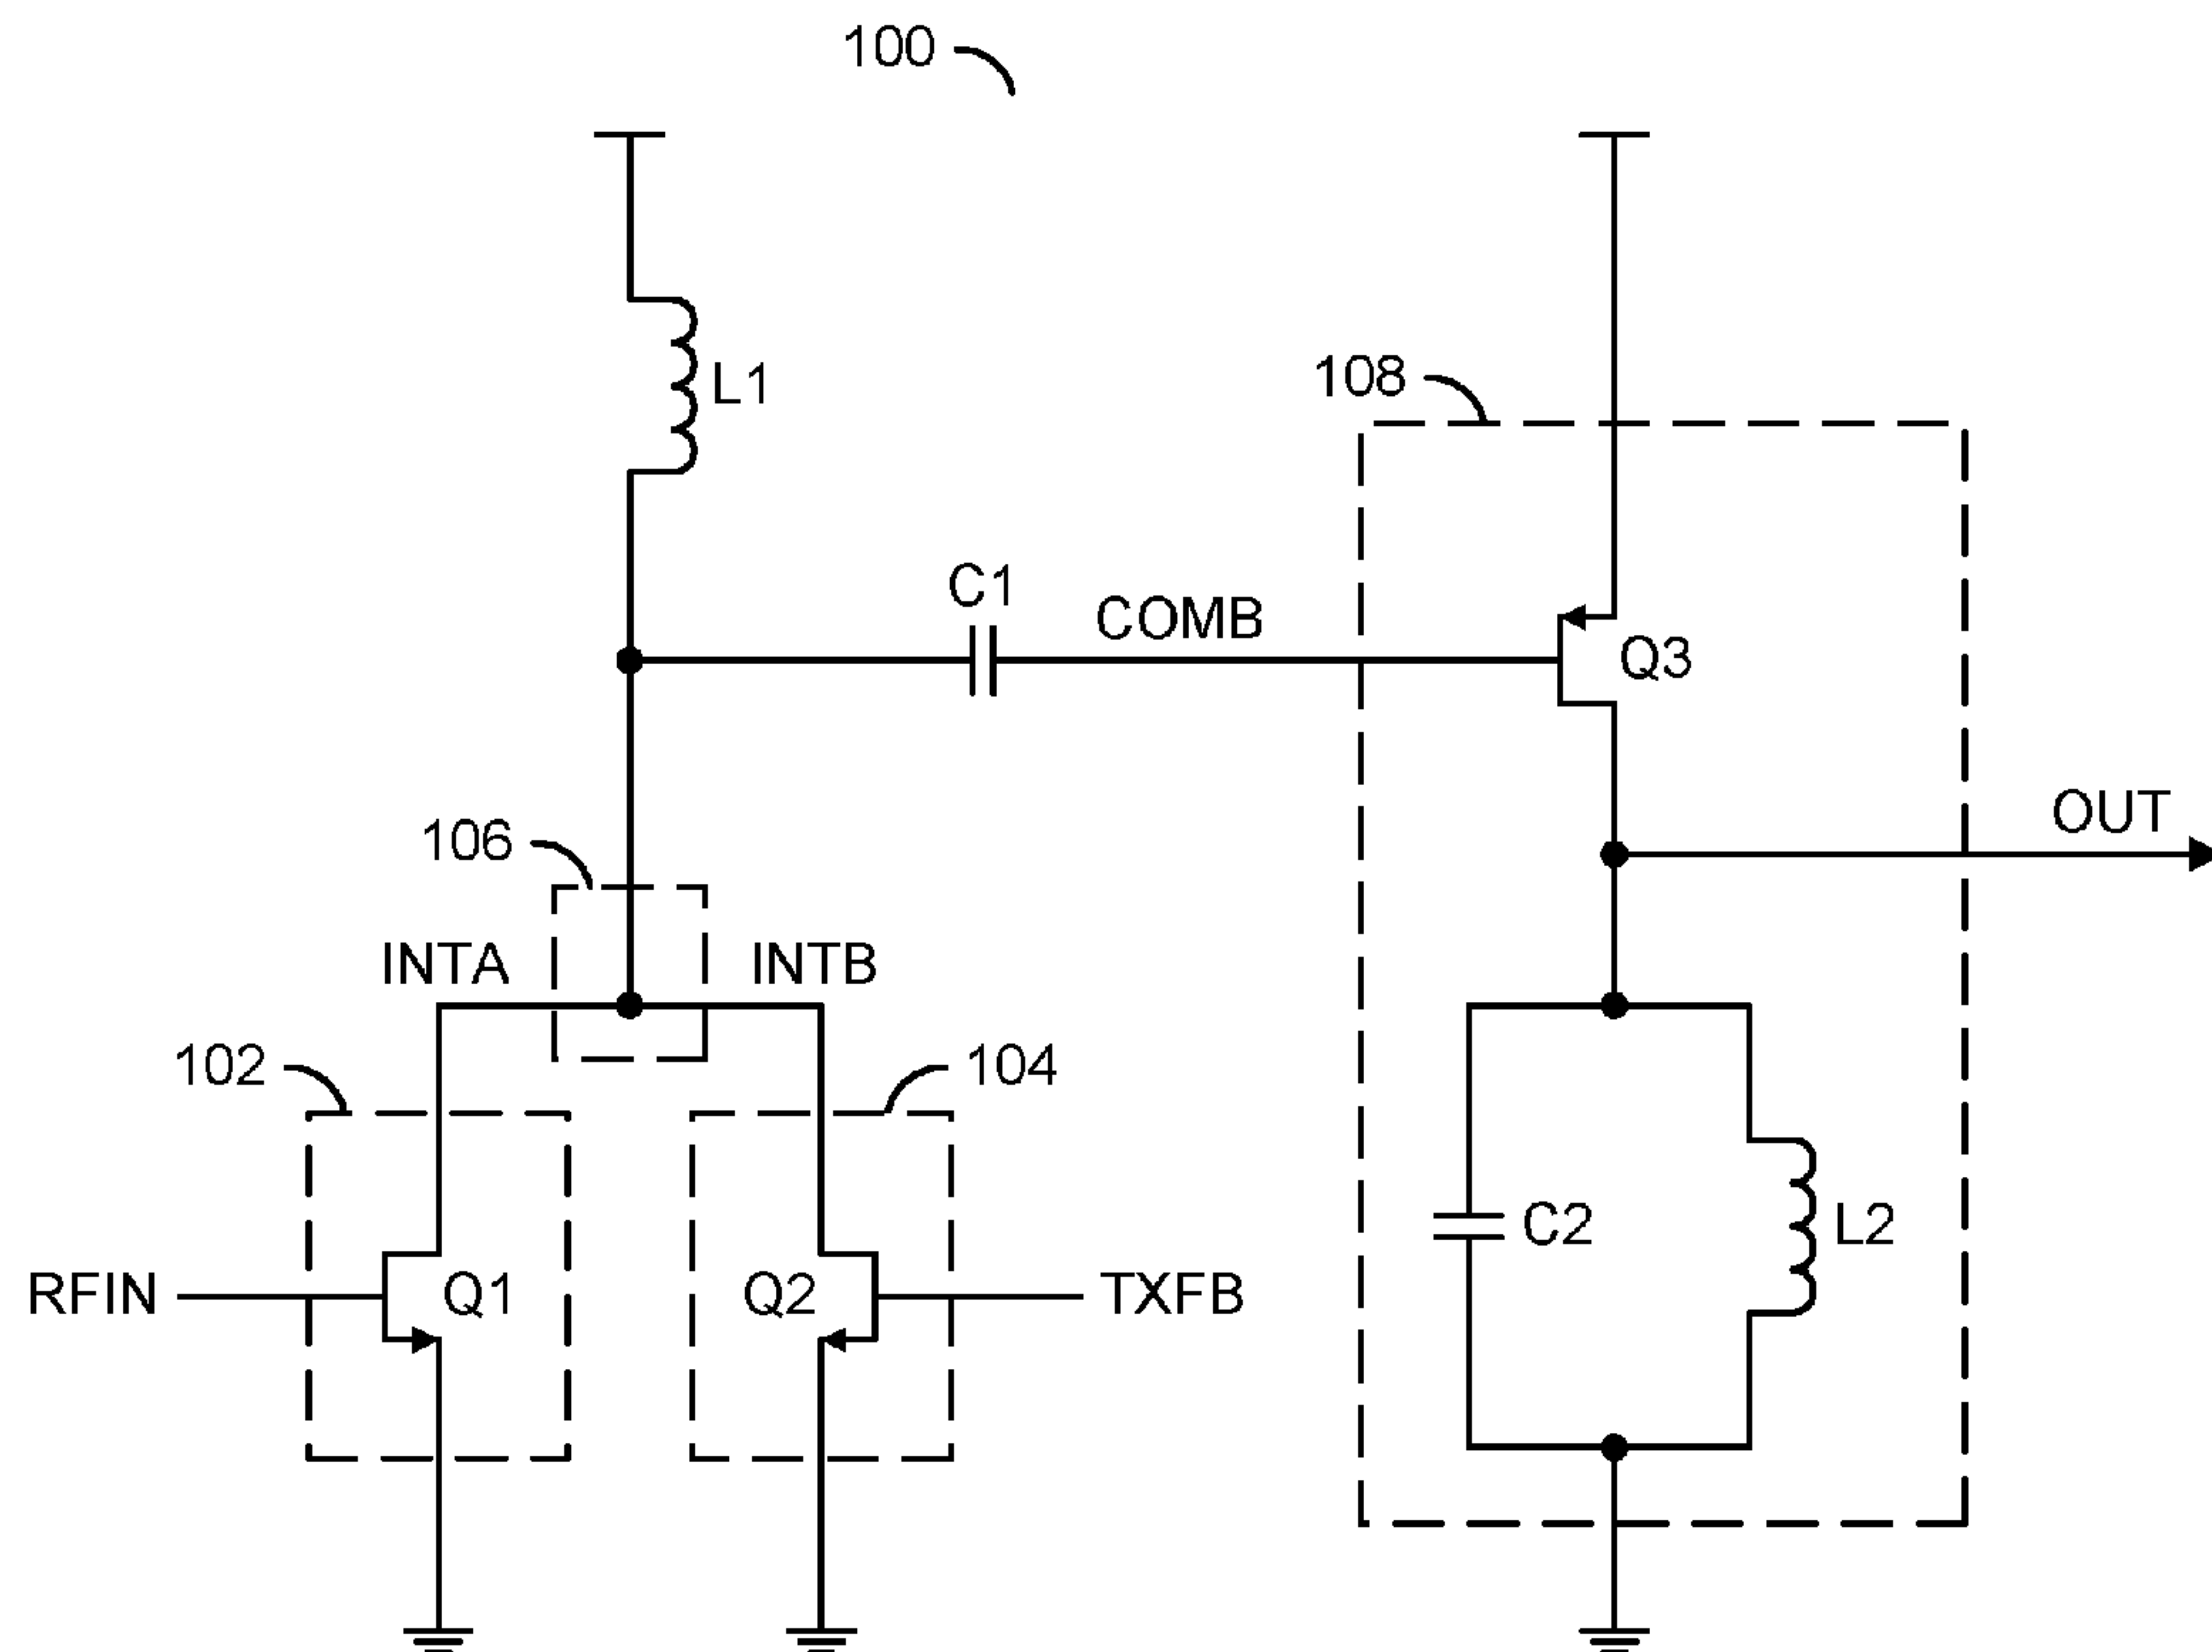 100
L1
108
C1
COMB
Q3
106
OUT
INTA
INTB
102
104
C2
L2
RFIN
Q1
Q2
TXFB